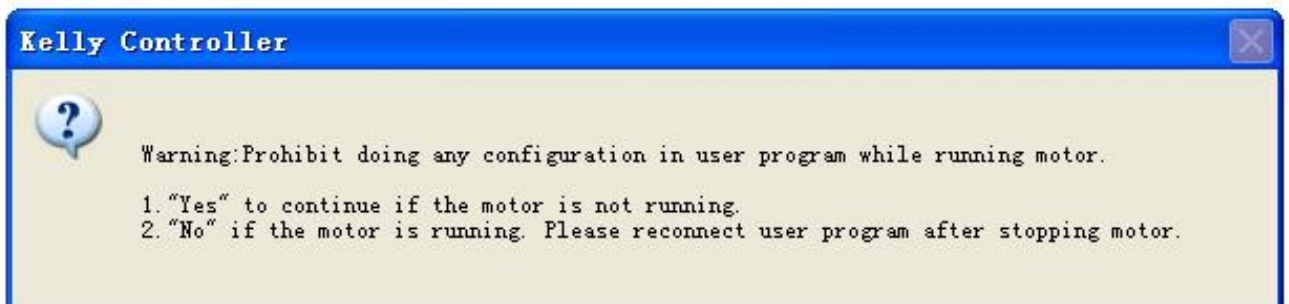 Kelly Controller
?
Warning:Prohibit doing any configuration in user program while running motor.
1."Yes" to continue if the motor is not running.
2."No" if the motor is running. Please reconnect user program after stopping motor.